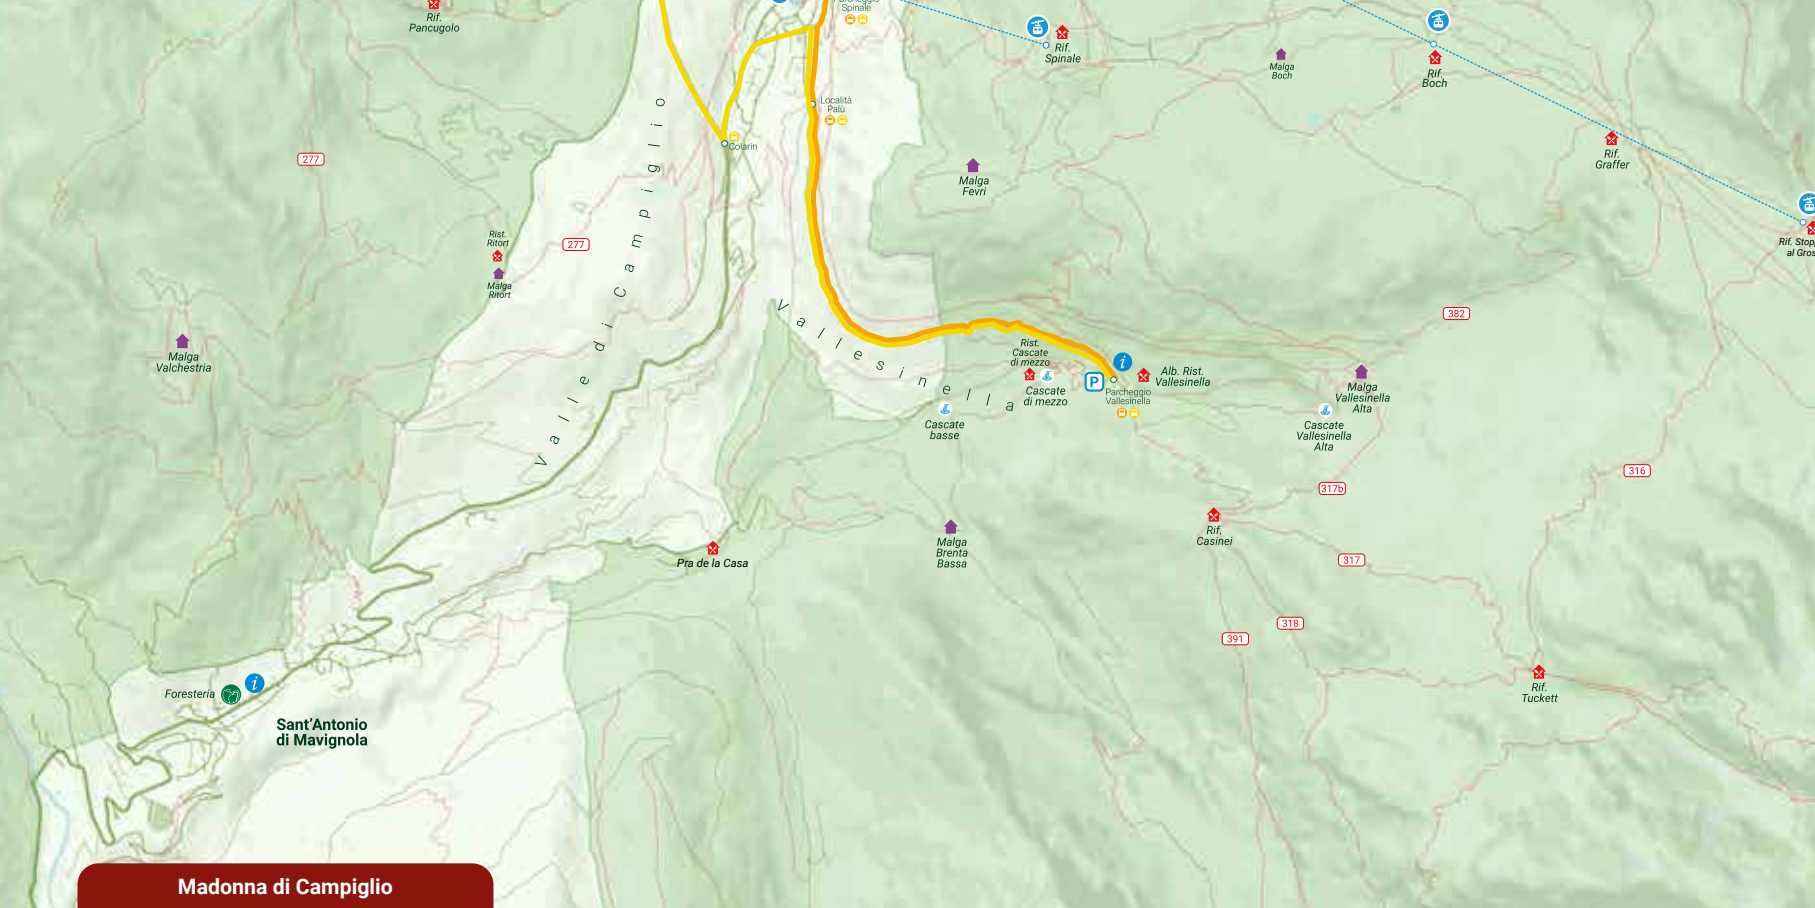 Parcheggio
Spinale
Rif.
Pancugolo
Rif.
Spinale
Malga
Boch
Rif.
Boch
Località
Palù
Colarin
277
Rif.
Graffer
Malga
Fevri
Valle di Campiglio
Rist.
Ritort
277
Malga
Ritort
Rif. Stop
al Gros
Vallesinella
382
Malga
Valchestria
Rist.
Cascate
di mezzo
i
P
Alb. Rist.
Vallesinella
Cascate
di mezzo
Parcheggio
Vallesinella
Malga
Vallesinella
Alta
Cascate
basse
Cascate
Vallesinella
Alta
316
317b
Rif.
Casinei
Malga
Brenta
Bassa
Pra de la Casa
317
318
391
Rif.
Tuckett
Foresteria
i
Sant'Antonio
di Mavignola
Madonna di Campiglio